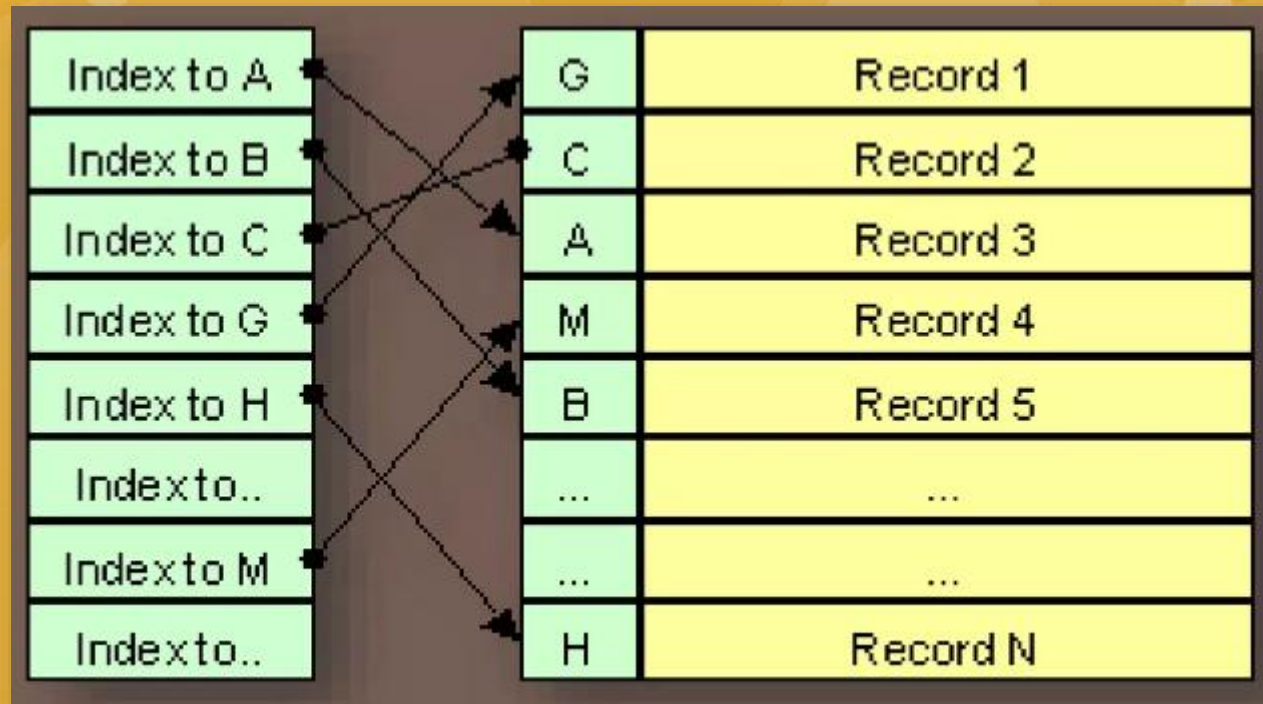 Index to A G Record 1
Index to B C Record 2
Index to C A Record 3
Index to G M Record 4
Index to H B Record 5
Index to.. ... ...
Index to M ... ...
Index to.. H Record N